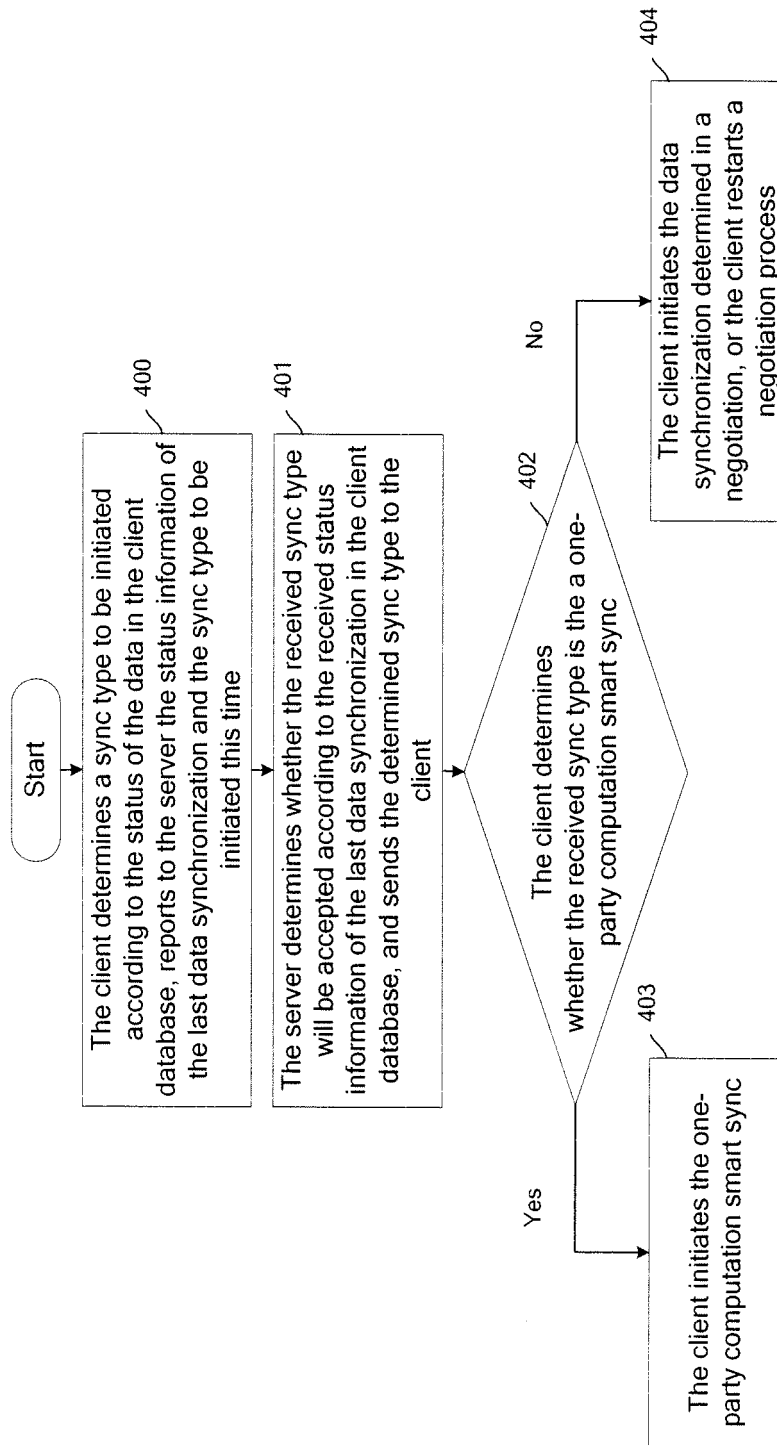 Start
400
The client determines a sync type to be initiated
according to the status of the data in the client
database, reports to the server the status information of
the last data synchronization and the sync type to be
initiated this time
401
The server determines whether the received sync type
will be accepted according to the received status
information of the last data synchronization in the client
database, and sends the determined sync type to the
client
402
The client determines
whether the received sync type is the a one-
party computation smart sync
Yes
No
403
The client initiates the one-
party computation smart sync
404
The client initiates the data
synchronization determined in a
negotiation, or the client restarts a
negotiation process